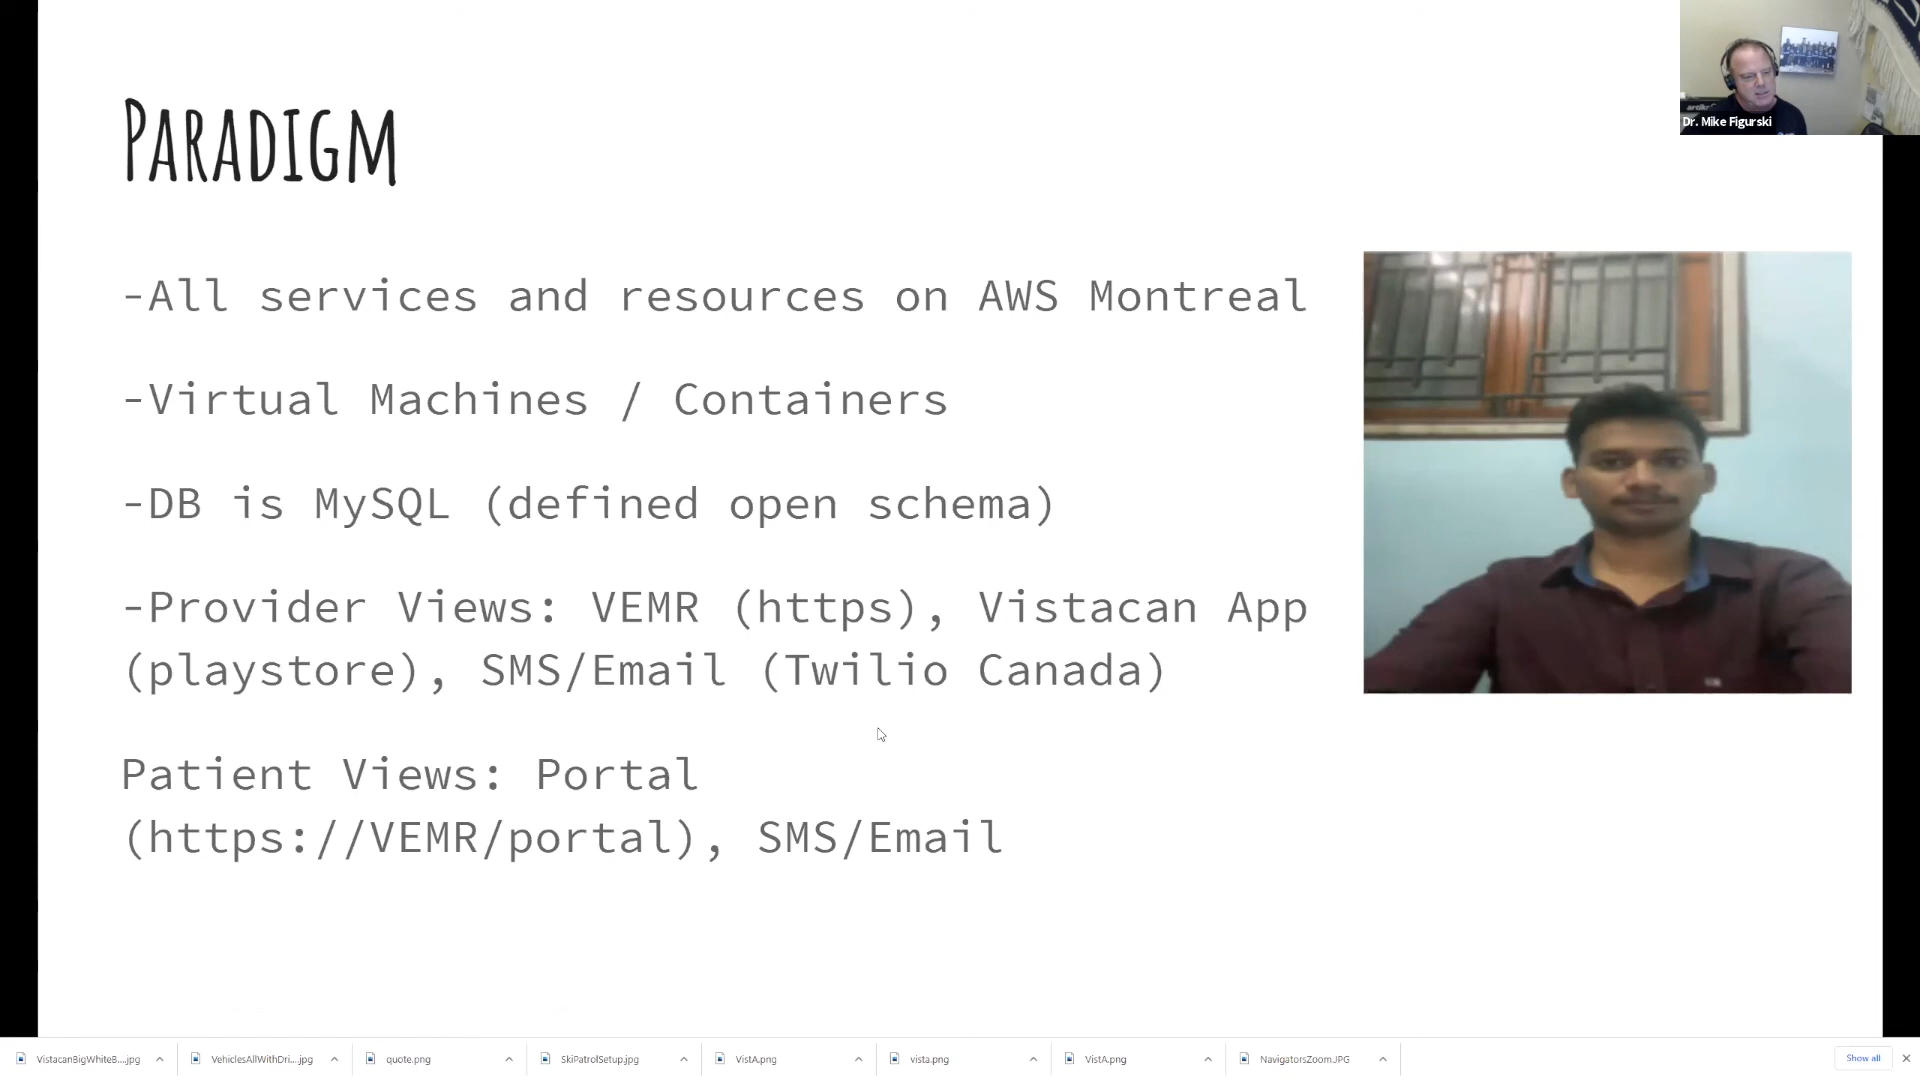 Dr. Mike Figurski
PARADIGM
-All services and resources on AWS Montreal
-Virtual Machines / Containers
-DB is MySQL (defined open schema)
-Provider Views: VEMR (https), Vistacan App
(playstore), SMS/Email (Twilio Canada)
Patient Views: Portal
(https://VEMR/portal), SMS/Email
VistacanBigWhiteB....jpg
VehiclesAllWithDri....jpg
quote.png
SkiPatrolSetup.jpg
VistA.png
vista.png
VistA.png
NavigatorsZoom.JPG
Show all